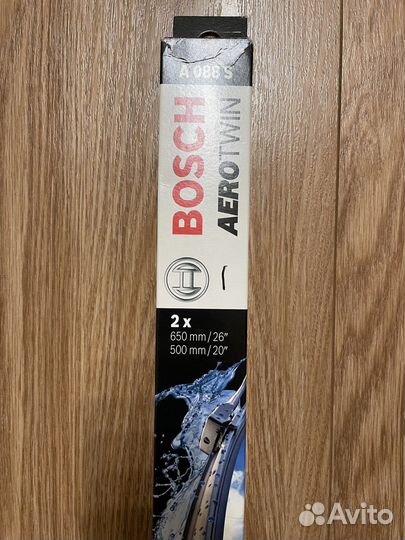 A 088 S
BOSCH
AEROTWIN
2 x
650 mm / 26"
500 mm / 20"
Avito